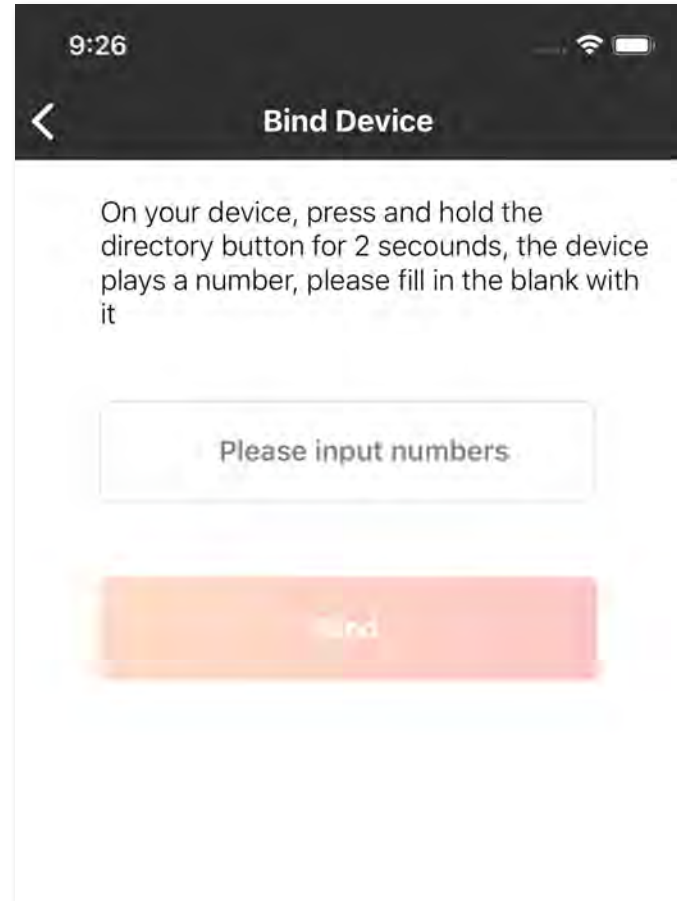 9:26
Bind Device
On your device, press and hold the
directory button for 2 secounds, the device
plays a number, please fill in the blank with
it
Please input numbers
Bind